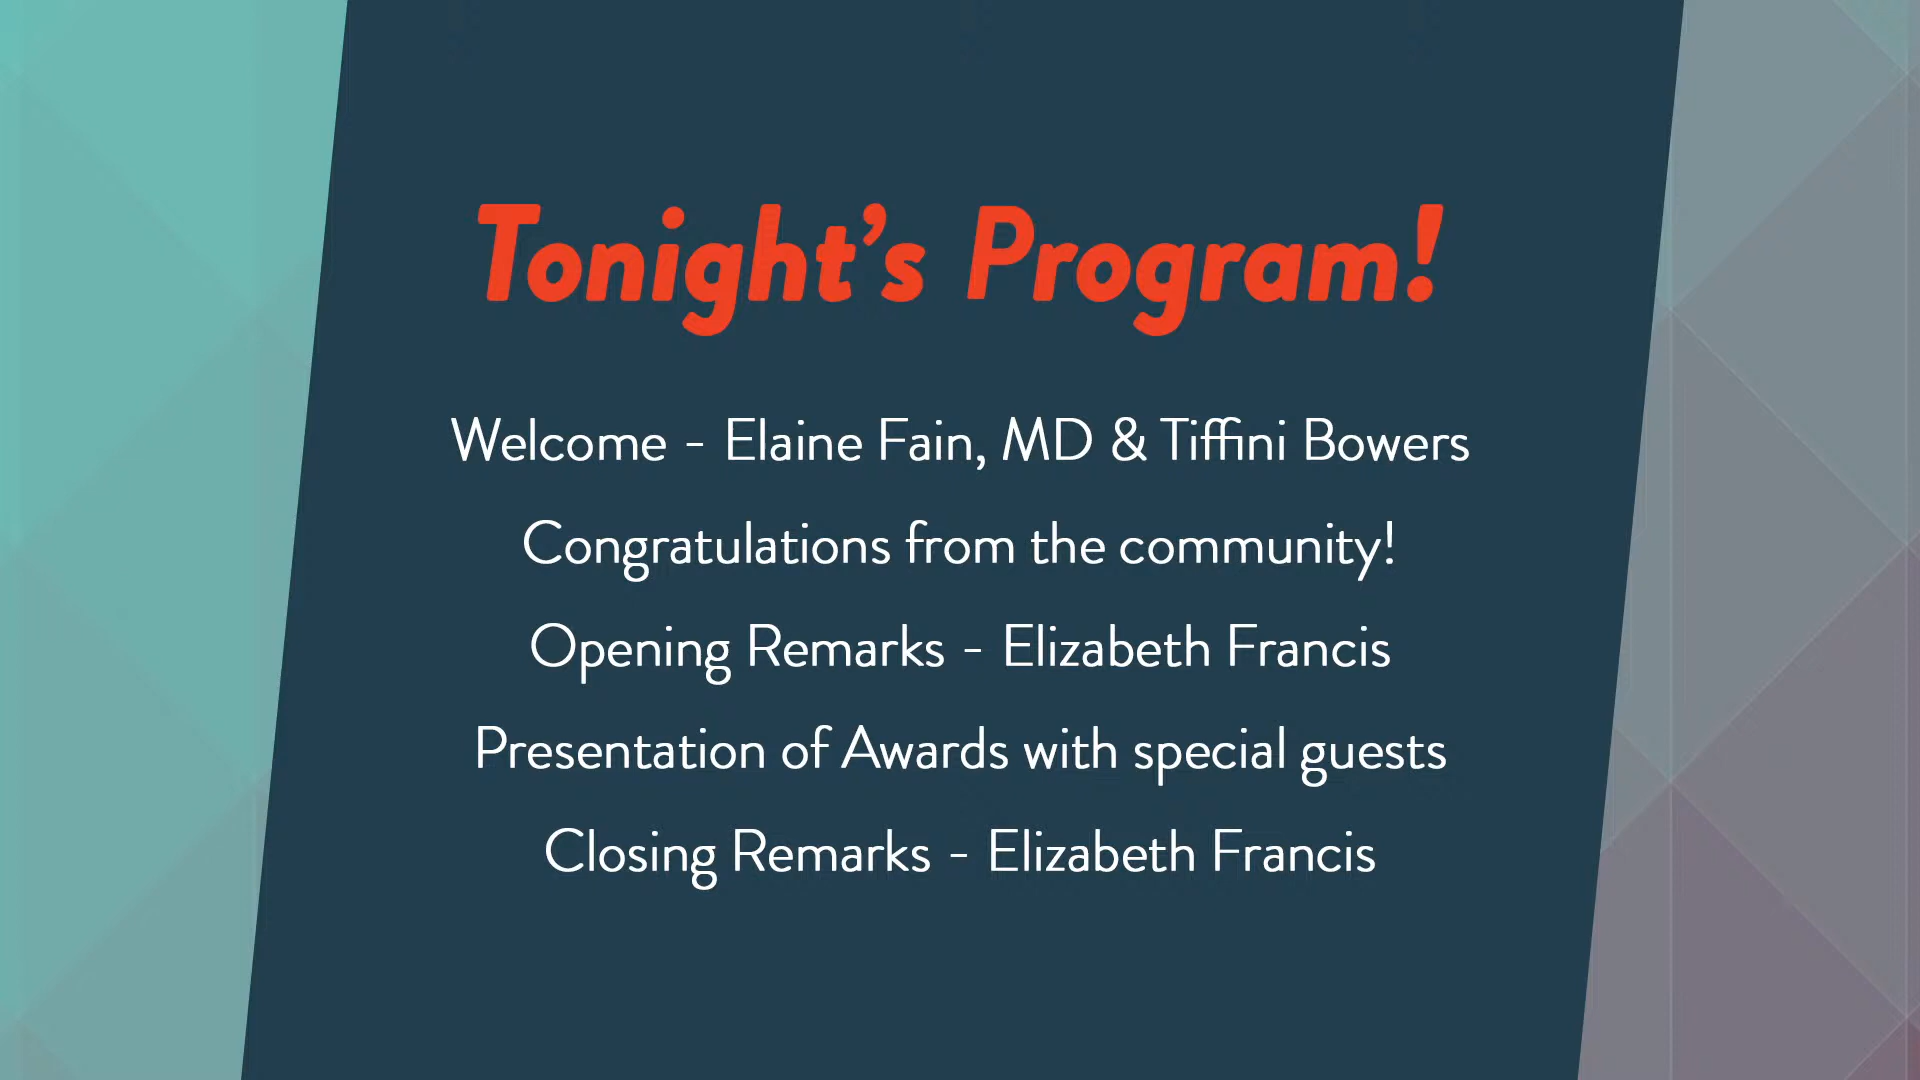 Tonight’s Program!
Welcome - Elaine Fain, MD & Tiffini Bowers
Congratulations from the community!
Opening Remarks - Elizabeth Francis
Presentation of Awards with special guests
Closing Remarks - Elizabeth Francis